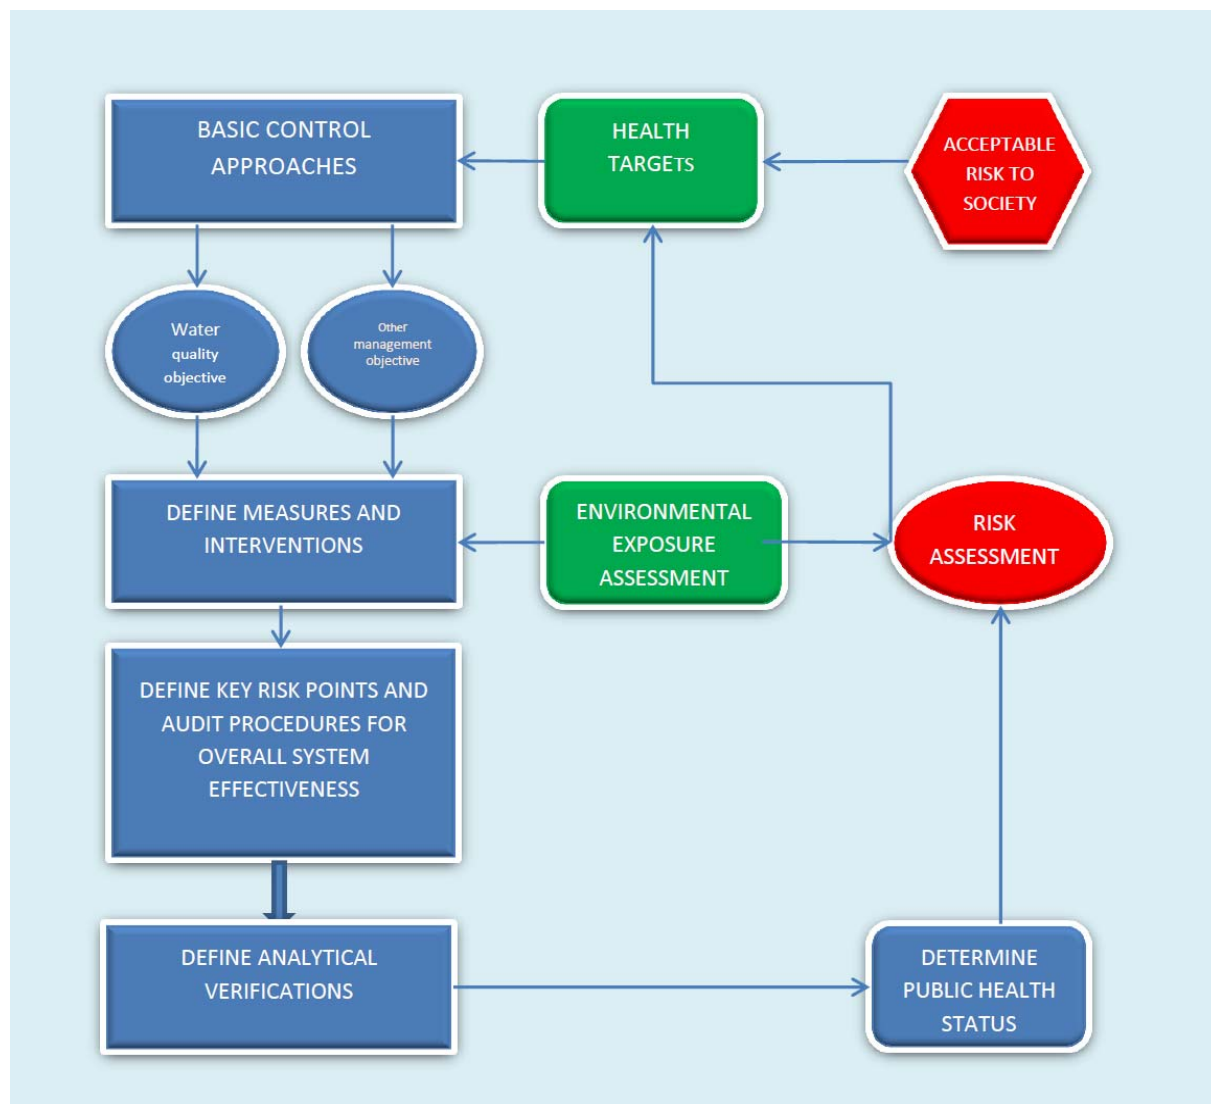 BASIC CONTROL
APPROACHES
HEALTH
TARGETS
ACCEPTABLE
RISK TO
SOCIETY
Water
quality
objective
Other
management
objective
DEFINE MEASURES AND
INTERVENTIONS
ENVIRONMENTAL
EXPOSURE
ASSESSMENT
RISK
ASSESSMENT
DEFINE KEY RISK POINTS AND
AUDIT PROCEDURES FOR
OVERALL SYSTEM
EFFECTIVENESS
DEFINE ANALYTICAL
VERIFICATIONS
DETERMINE
PUBLIC HEALTH
STATUS